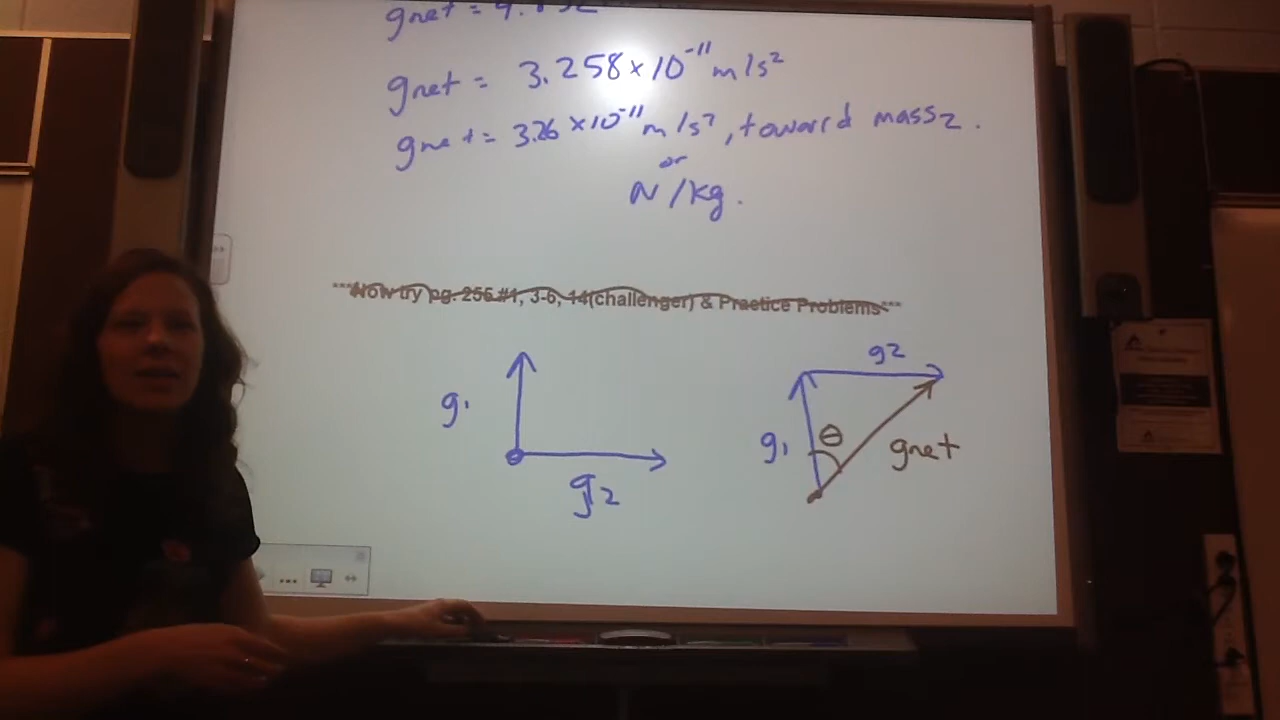 gnet =
gnet = 3.258×10⁻¹¹ m/s²
gnet = 3.26 ×10⁻¹¹ m/s², toward mass2.
or
N/kg.
***Now try pg. 256 #1, 3-6, 14(challenger) & Practice Problems***
g1
g2
g2
g1
θ
gnet